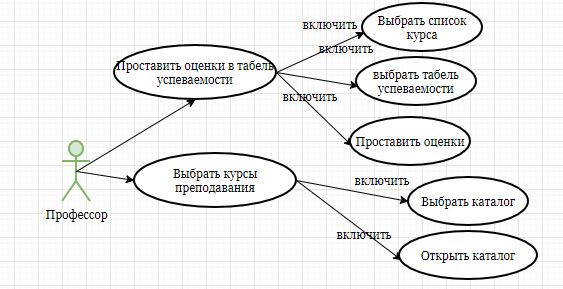 включить
Выбрать список
курса
включить
Проставить оценки в табель
успеваемости
выбрать табель
успеваемости
включить
Проставить оценки
Выбрать курсы
преподавания
включить
Выбрать каталог
Профессор
включить
Открыть каталог